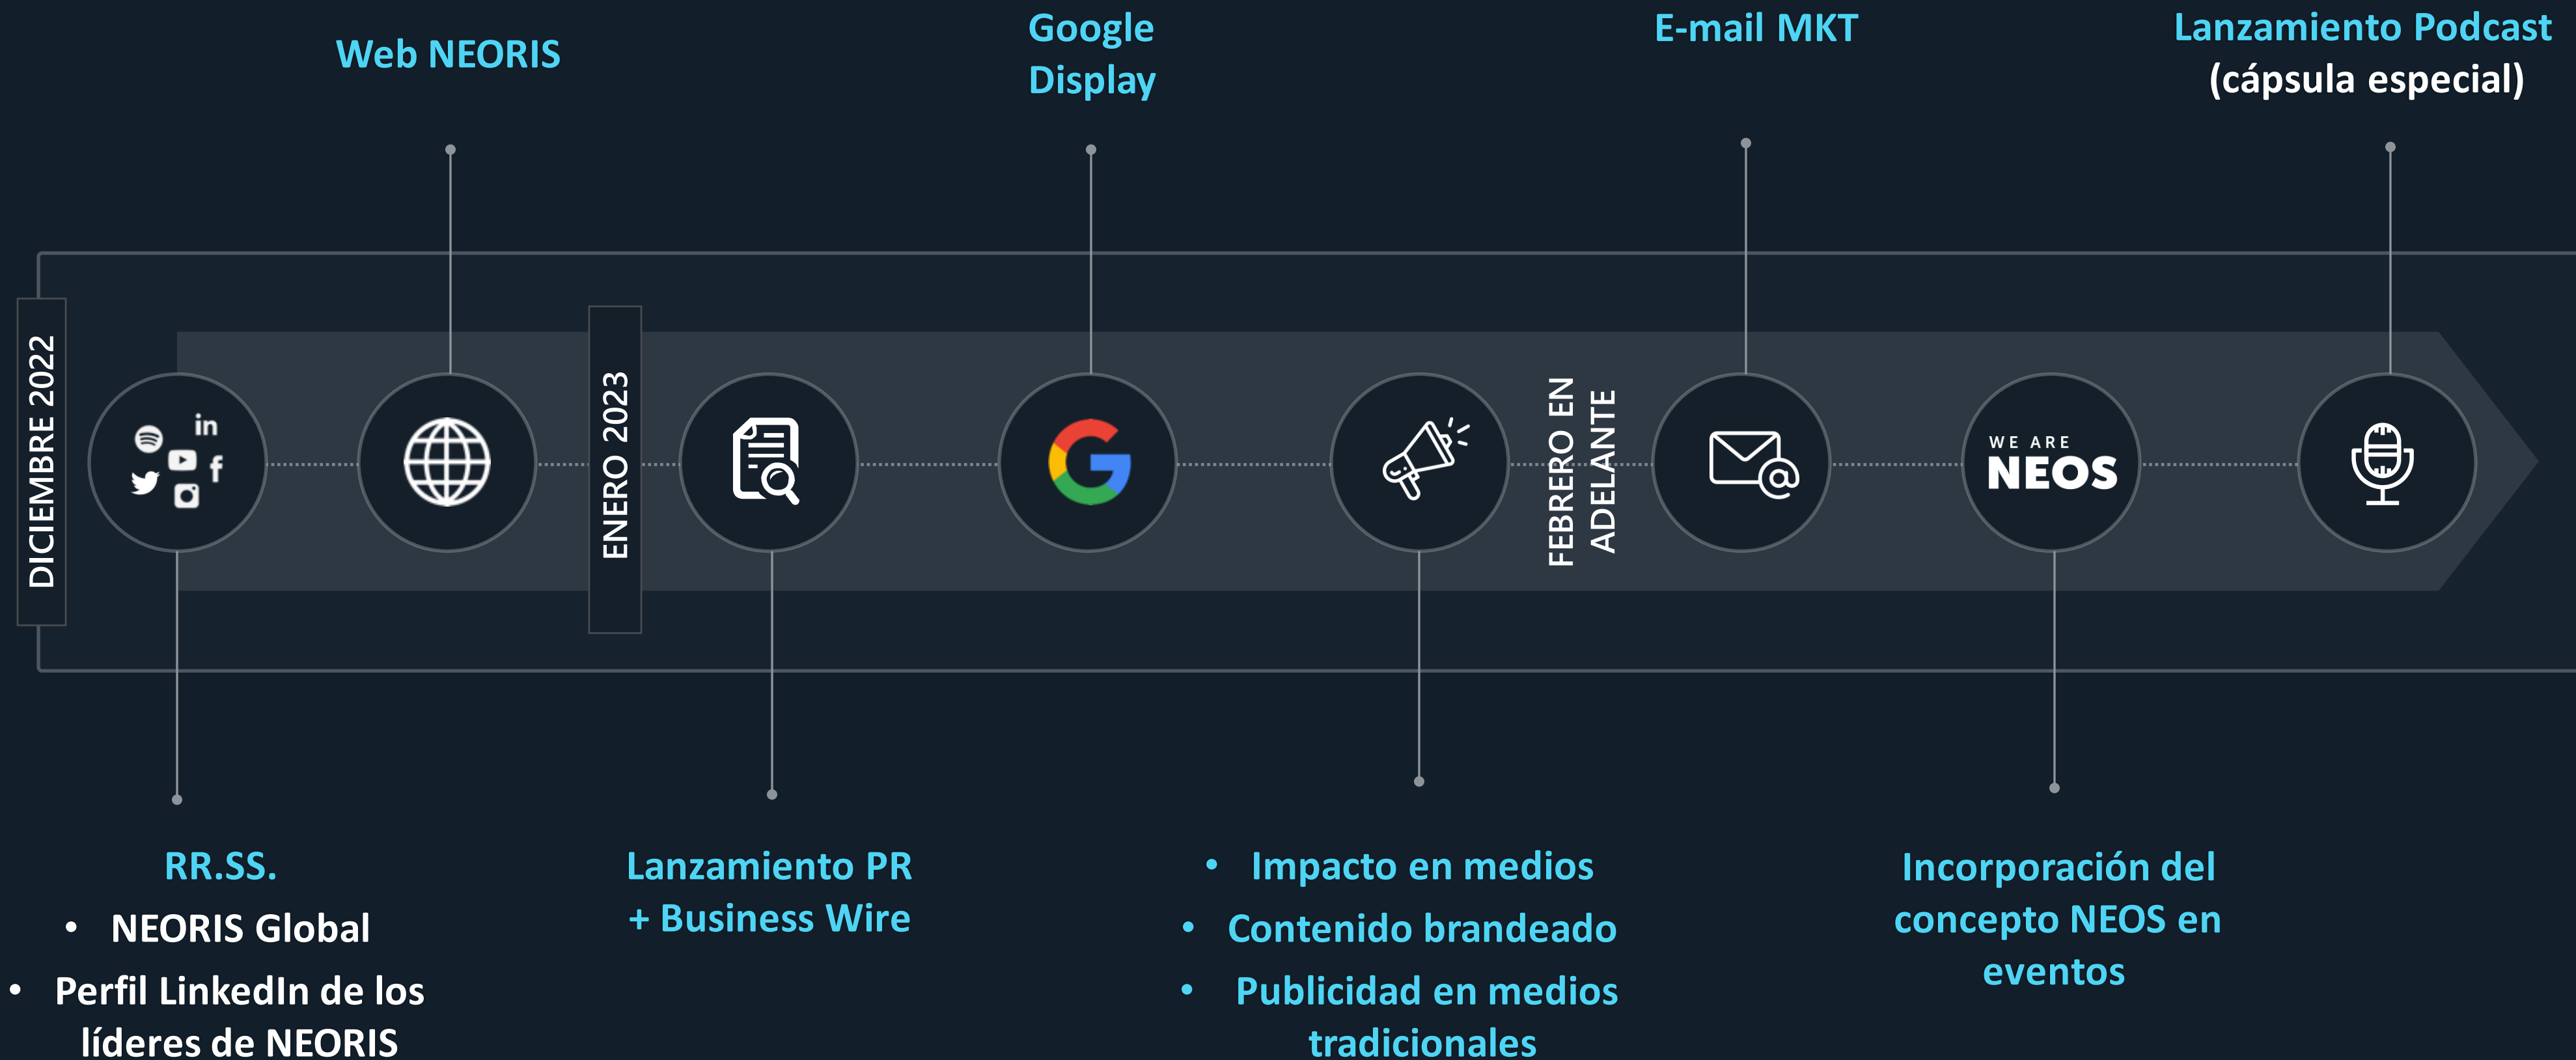 Web NEORIS
Google
Display
E-mail MKT
Lanzamiento Podcast
(cápsula especial)
DICIEMBRE 2022
in
f
ENERO 2023
FEBRERO EN
ADELANTE
WE ARE
NEOS
RR.SS.
• NEORIS Global
• Perfil LinkedIn de los
líderes de NEORIS
Lanzamiento PR
+ Business Wire
• Impacto en medios
• Contenido brandeado
• Publicidad en medios
tradicionales
Incorporación del
concepto NEOS en
eventos